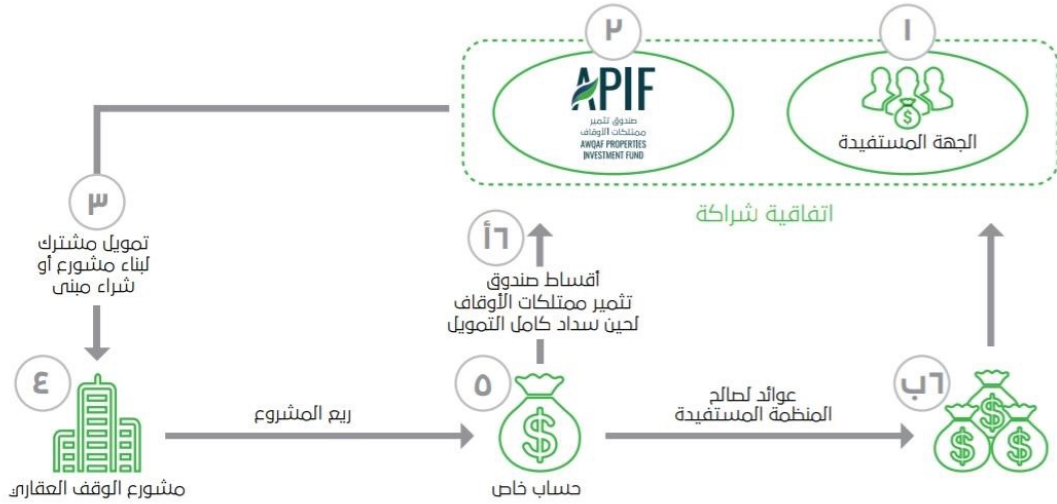 ١
الجهة المستفيدة
٢
APIF
صندوق تثمير
ممتلكات الأوقاف
AWQAF PROPERTIES
INVESTMENT FUND
اتفاقية شراكة
٣
تمويل مشترك
لبناء مشورع أو
شراء مبنى
٤
مشورع الوقف العقاري
ريع المشروع
٥
حساب خاص
٦أ
أقساط صندوق
تثمير ممتلكات الأوقاف
لحين سداد كامل التمويل
عوائد لصالح
المنظمة المستفيدة
٦ب